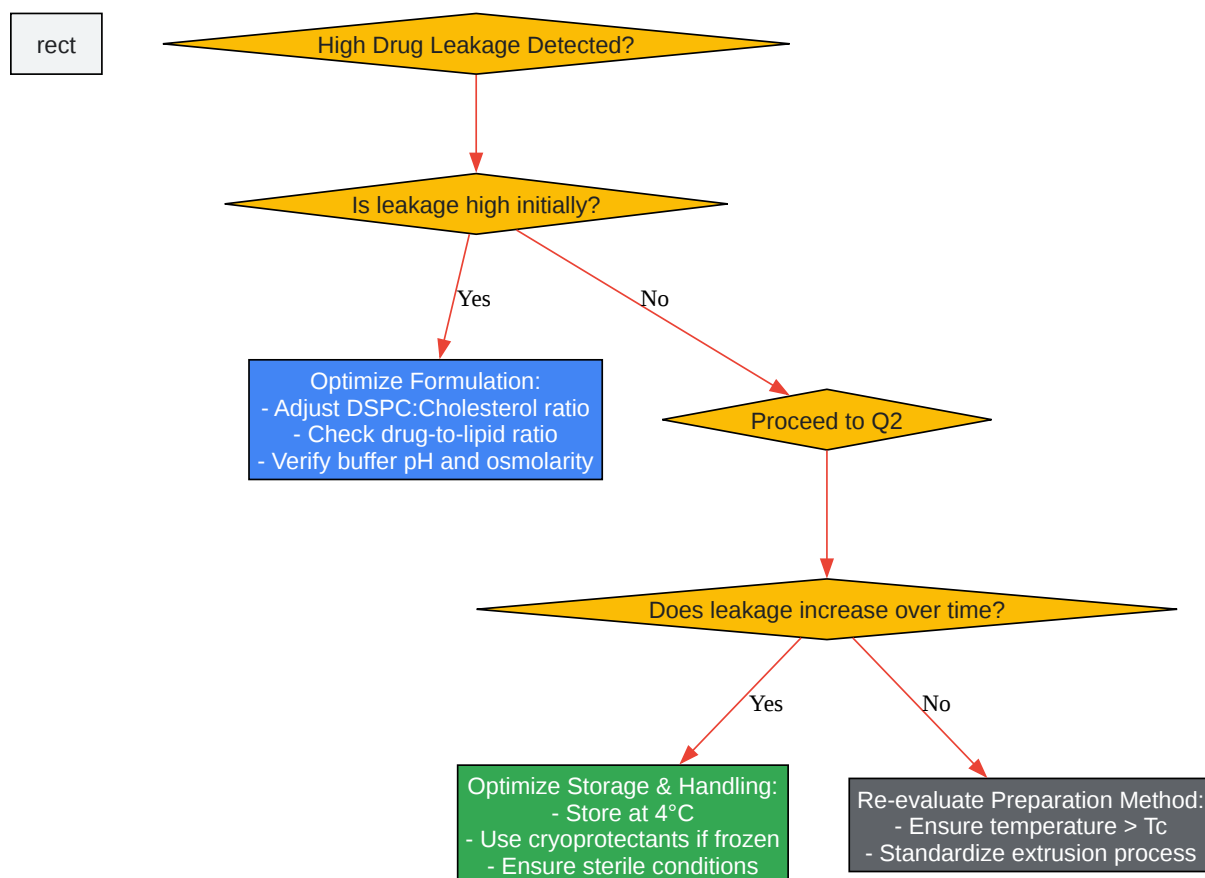 rect
High Drug Leakage Detected?
Is leakage high initially?
Yes
No
Optimize Formulation:
- Adjust DSPC:Cholesterol ratio
- Check drug-to-lipid ratio
- Verify buffer pH and osmolarity
Proceed to Q2
Does leakage increase over time?
Yes
No
Optimize Storage & Handling:
- Store at 4°C
- Use cryoprotectants if frozen
- Ensure sterile conditions
Re-evaluate Preparation Method:
- Ensure temperature > Tc
- Standardize extrusion process